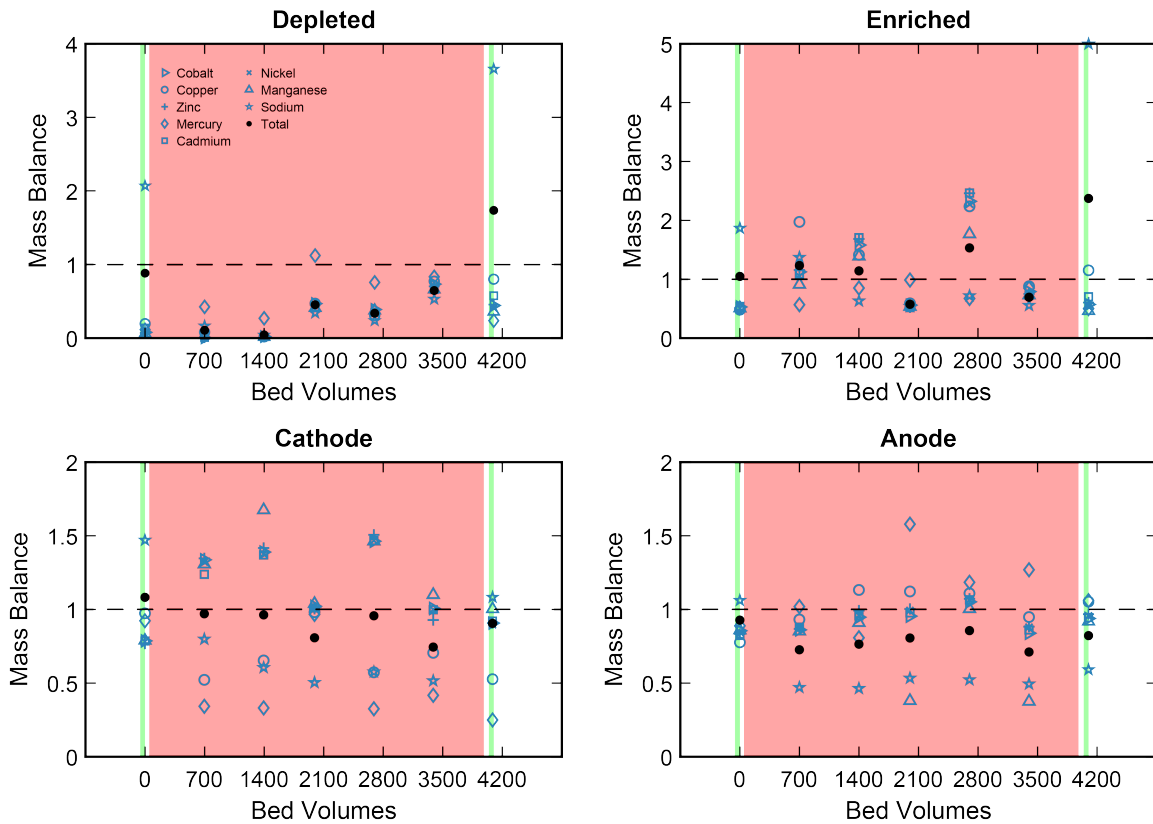 Depleted
Enriched
4
3
2
1
0
Mass Balance
Cobalt
Copper
Zinc
Mercury
Cadmium
Nickel
Manganese
Sodium
Total
0 700 1400 2100 2800 3500 4200
Bed Volumes
5
4
3
2
1
0
Mass Balance
0 700 1400 2100 2800 3500 4200
Bed Volumes
Cathode
Anode
2
1.5
1
0.5
0
Mass Balance
0 700 1400 2100 2800 3500 4200
Bed Volumes
2
1.5
1
0.5
0
Mass Balance
0 700 1400 2100 2800 3500 4200
Bed Volumes